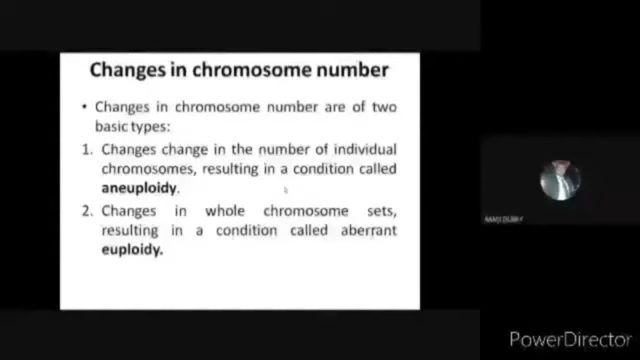 Changes in chromosome number
• Changes in chromosome number are of two
basic types:
1. Changes change in the number of individual
chromosomes, resulting in a condition called
aneuploidy.
2. Changes in whole chromosome sets,
resulting in a condition called aberrant
euploidy.
PowerDirector